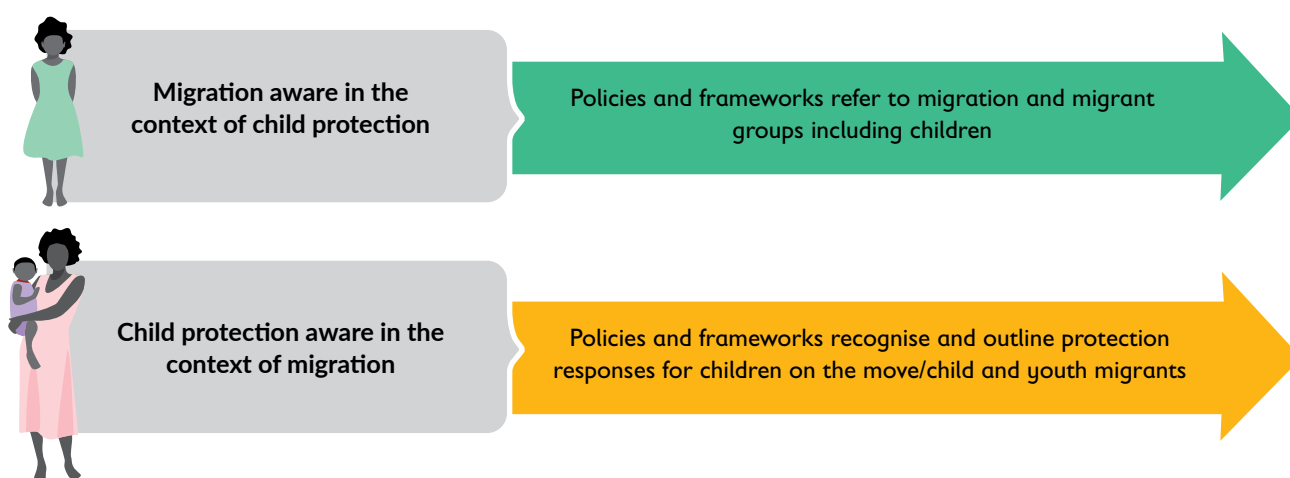 Migration aware in the
context of child protection
Policies and frameworks refer to migration and migrant
groups including children
Child protection aware in the
context of migration
Policies and frameworks recognise and outline protection
responses for children on the move/child and youth migrants